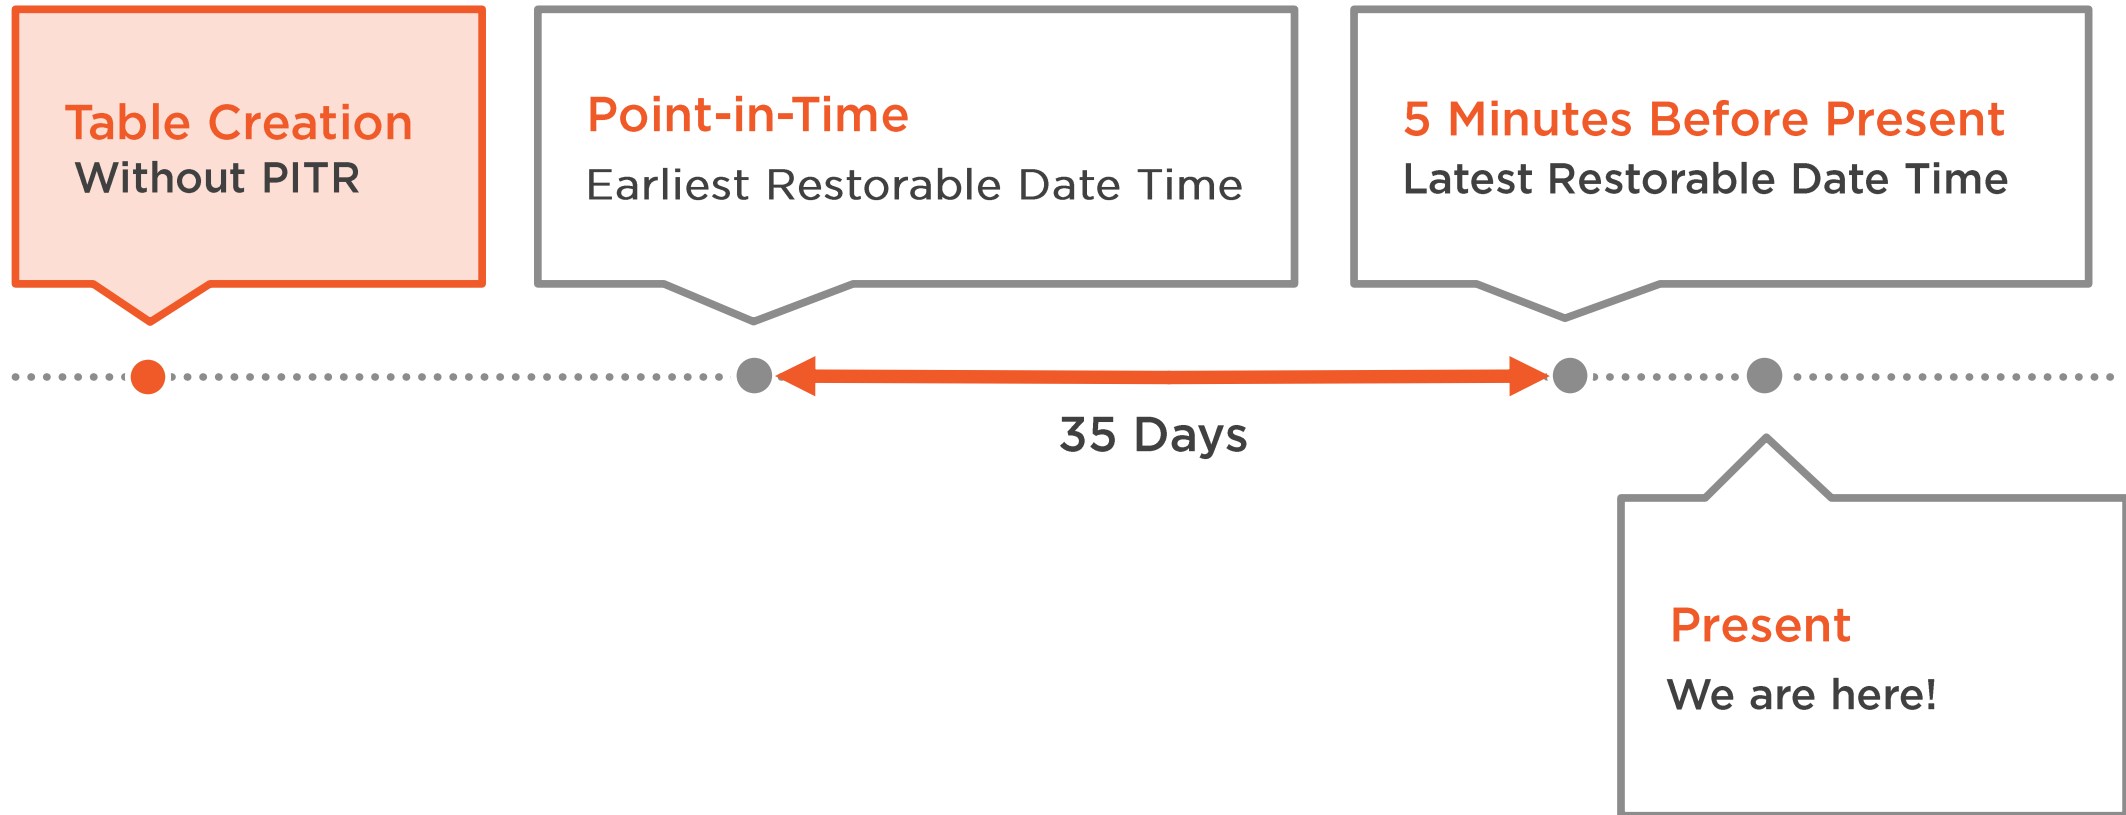 Table Creation
Without PITR
Point-in-Time
Earliest Restorable Date Time
5 Minutes Before Present
Latest Restorable Date Time
35 Days
Present
We are here!